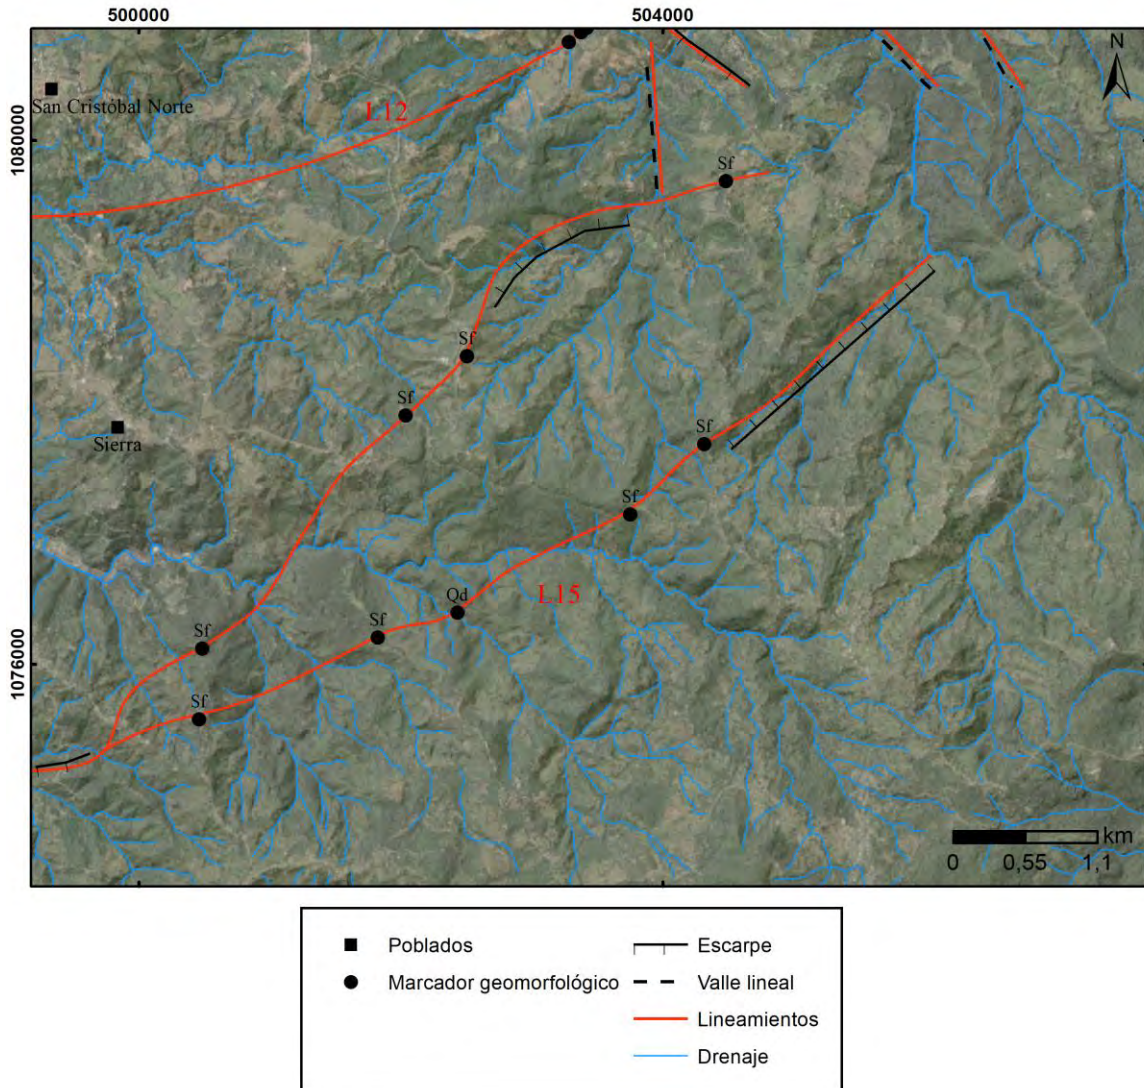 500000
504000
N
San Cristóbal Norte
L12
1080000
Sf
Sf
Sf
Sierra
Sf
Sf
L15
Qd
Sf
Sf
Sf
1076000
km
0 0,55 1,1
Poblados
Marcador geomorfológico
Escarpe
Valle lineal
Lineamientos
Drenaje